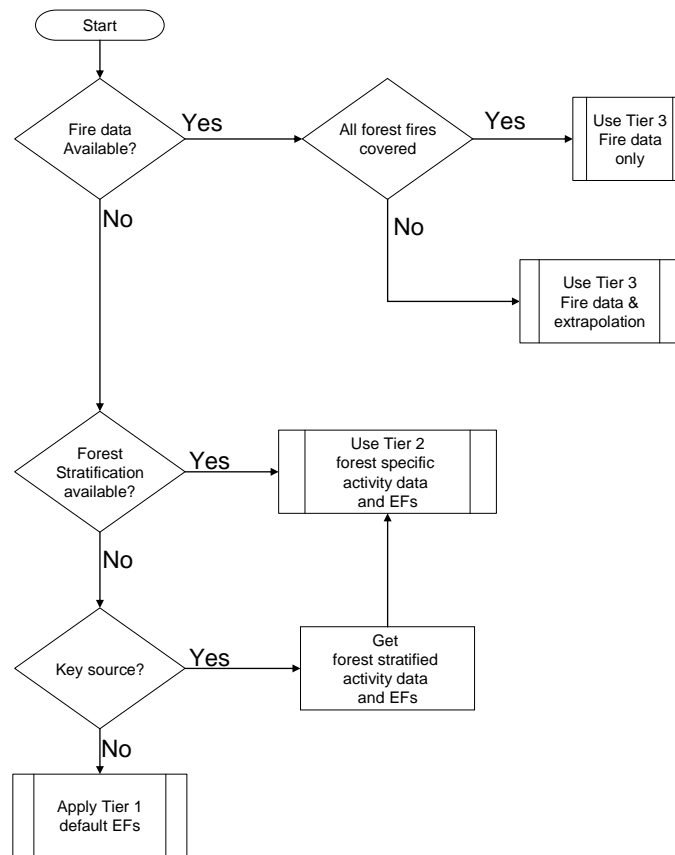 Start
Fire data
Available?
Yes
All forest fires
covered
Yes
Use Tier 3
Fire data
only
No
No
Use Tier 3
Fire data &
extrapolation
Forest
Stratification
available?
Yes
Use Tier 2
forest specific
activity data
and EFs
No
Key source?
Yes
Get
forest stratified
activity data
and EFs
No
Apply Tier 1
default EFs